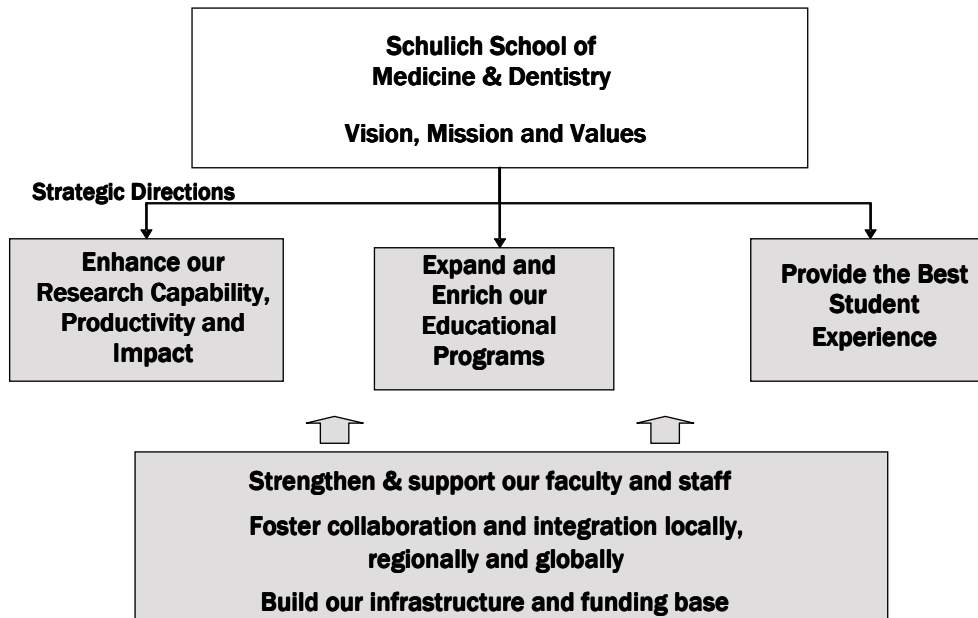 Schulich School of
Medicine & Dentistry
Vision, Mission and Values
Strategic Directions
Enhance our
Research Capability,
Productivity and
Impact
Expand and
Enrich our
Educational
Programs
Provide the Best
Student
Experience
Strengthen & support our faculty and staff
Foster collaboration and integration locally,
regionally and globally
Build our infrastructure and funding base